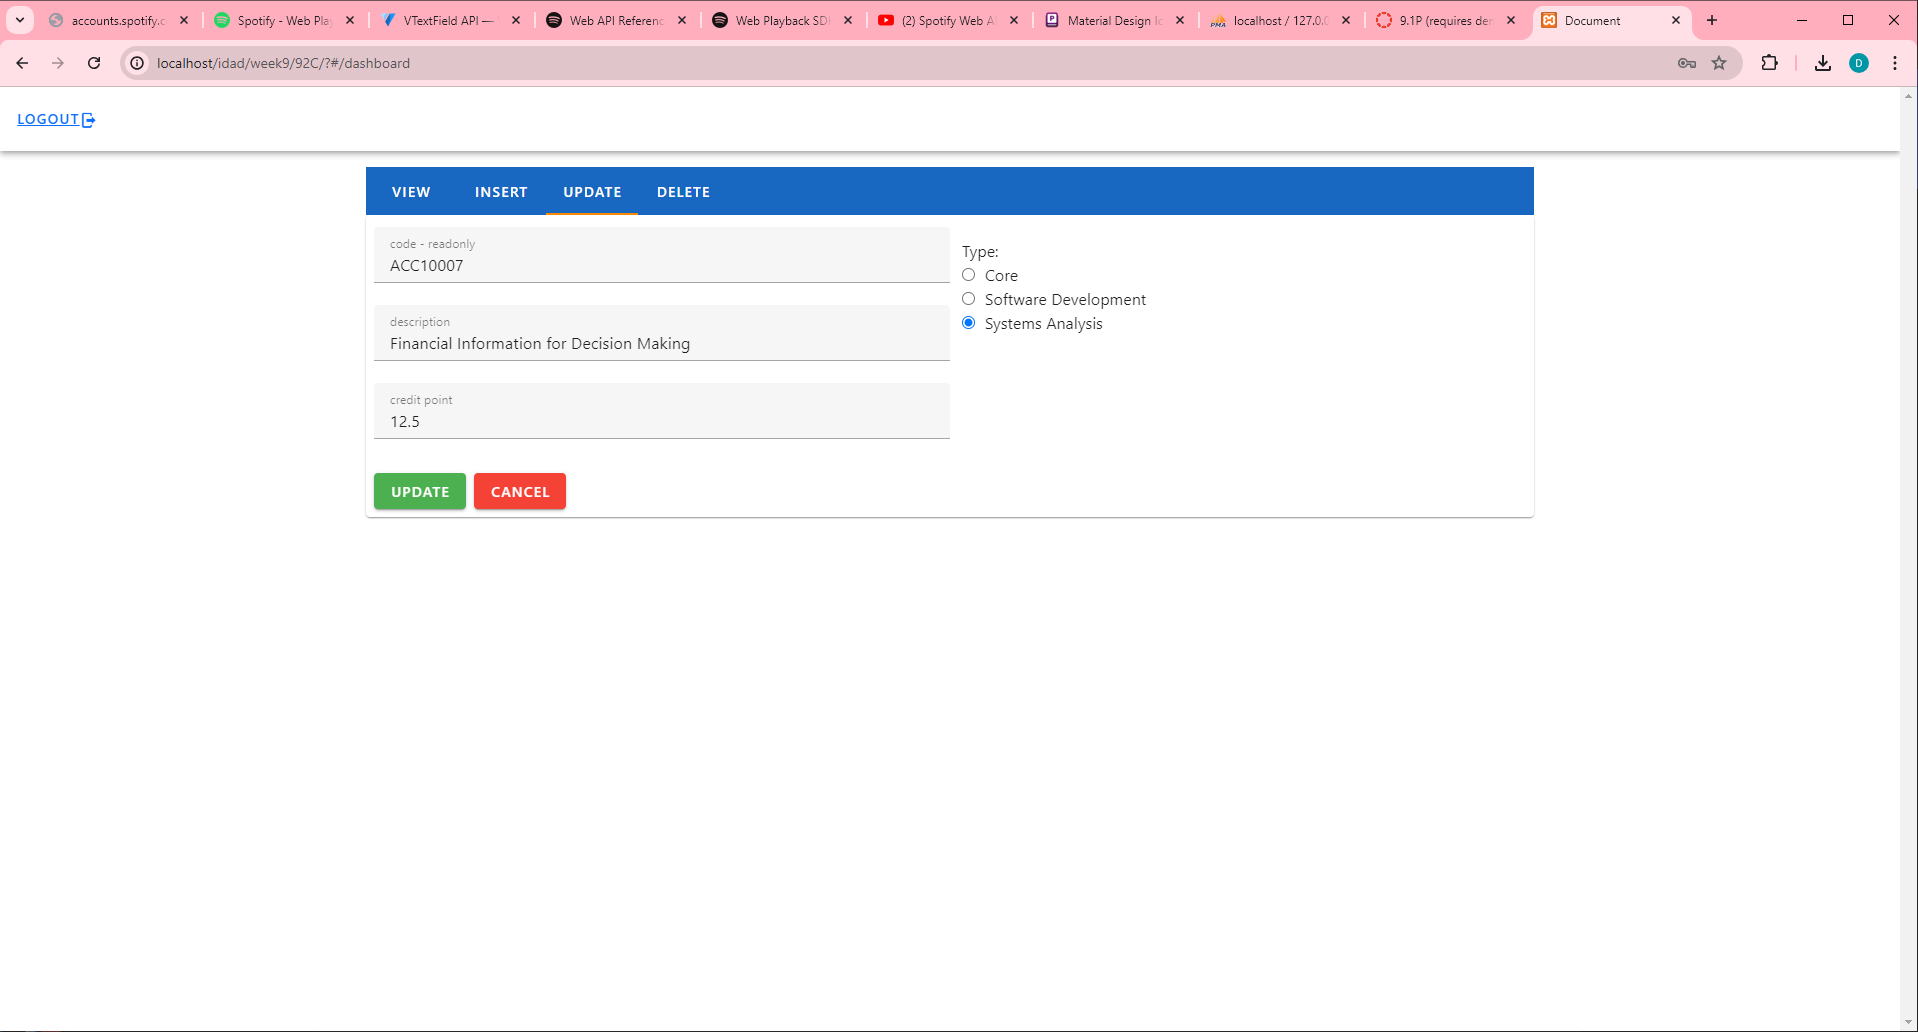 accounts.spotify.c
Spotify - Web Pla
VTextField API —
Web API Referenc
Web Playback SD
(2) Spotify Web A
Material Design Ic
localhost / 127.0.0
9.1P (requires den
Document
localhost/idad/week9/92C/?#/dashboard
D
LOGOUT
VIEW INSERT UPDATE DELETE
code - readonly
ACC10007
description
Financial Information for Decision Making
credit point
12.5
Type:
Core
Software Development
Systems Analysis
UPDATE CANCEL